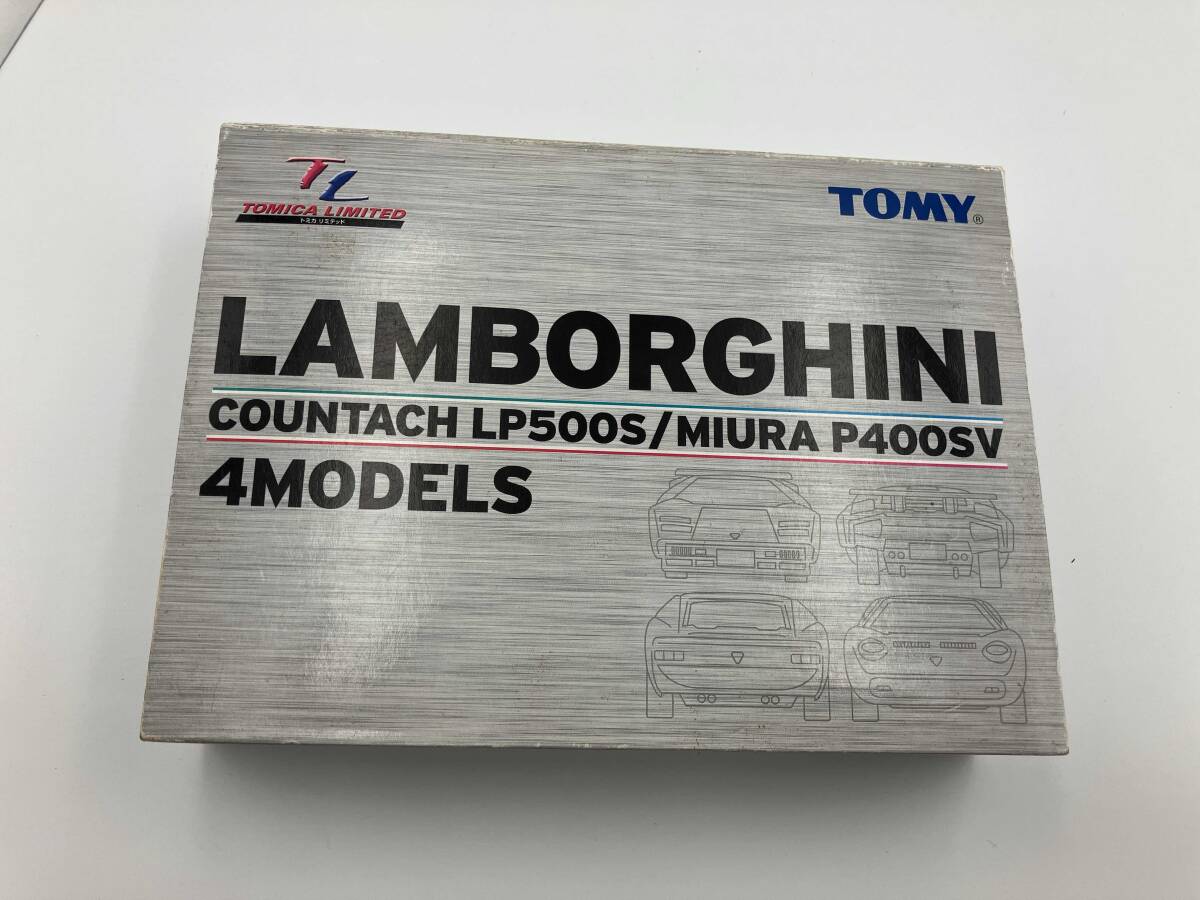 TL
TOMICA LIMITED
トミカ リミテッド
TOMY®
LAMBORGHINI
COUNTACH LP500S/MIURA P400SV
4MODELS